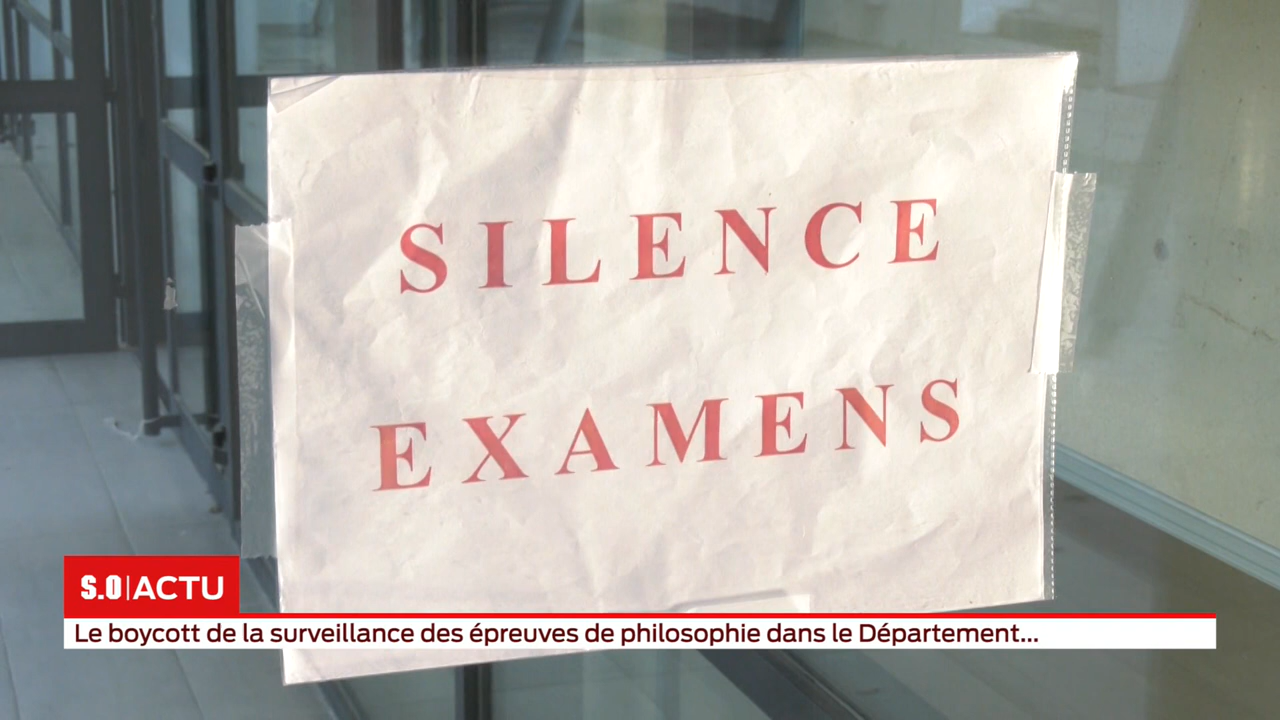 SILENCE
EXAMENS
S.O|ACTU
Le boycott de la surveillance des épreuves de philosophie dans le Département...